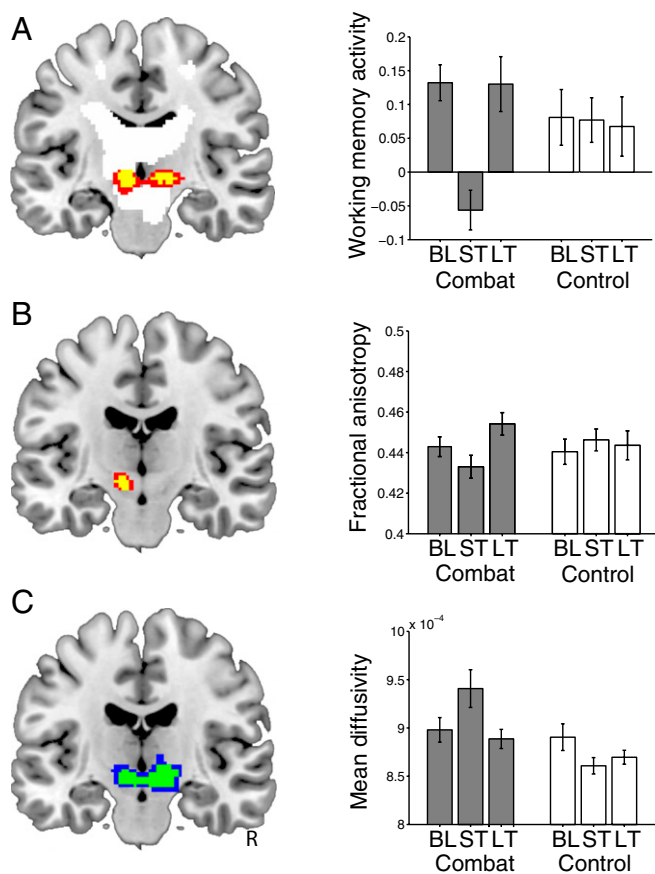 A
Working memory activity
0.2
0.15
0.1
0.05
0
−0.05
−0.1
BL ST LT BL ST LT
Combat Control
B
Fractional anisotropy
0.5
0.48
0.46
0.44
0.42
0.4
BL ST LT BL ST LT
Combat Control
C
R
Mean diffusivity
x 10⁻⁴
10
9.5
9
8.5
8
BL ST LT BL ST LT
Combat Control